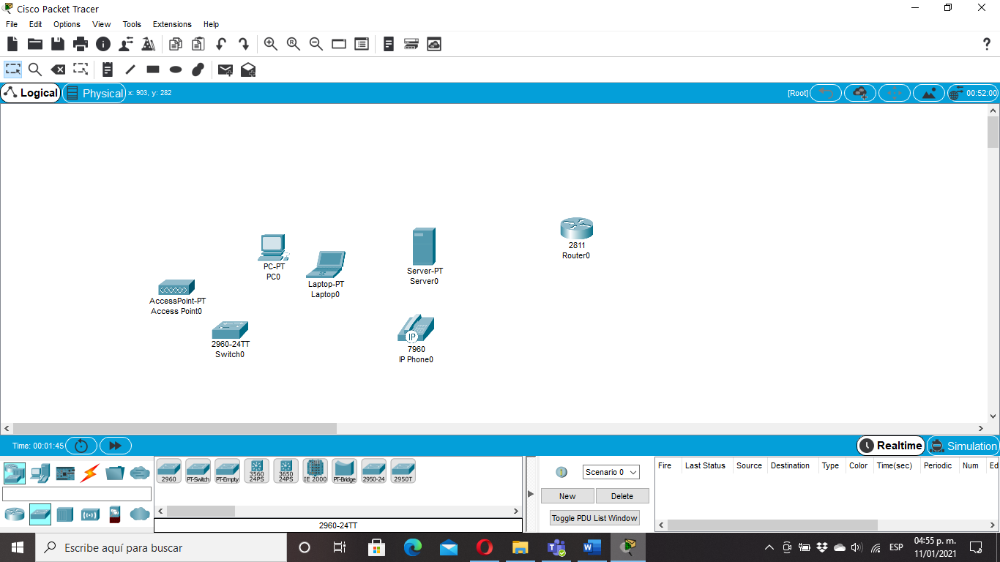 Cisco Packet Tracer
File Edit Options View Tools Extensions Help
Logical Physical x: 903, y: 282 [Root] 00:52:00
2811
Router0
PC-PT
PC0
Server-PT
Server0
Laptop-PT
Laptop0
AccessPoint-PT
Access Point0
2960-24TT
Switch0
IP
7960
IP Phone0
Time: 00:01:45 Realtime Simulation
2960 PT-Switch PT-Empty 3560 24PS 3650 24PS IE 2000 PT-Bridge 2950-24 2950T
Scenario 0
New Delete
Toggle PDU List Window
Fire Last Status Source Destination Type Color Time(sec) Periodic Num Ed
2960-24TT
Escribe aquí para buscar
ESP
04:55 p. m.
11/01/2021